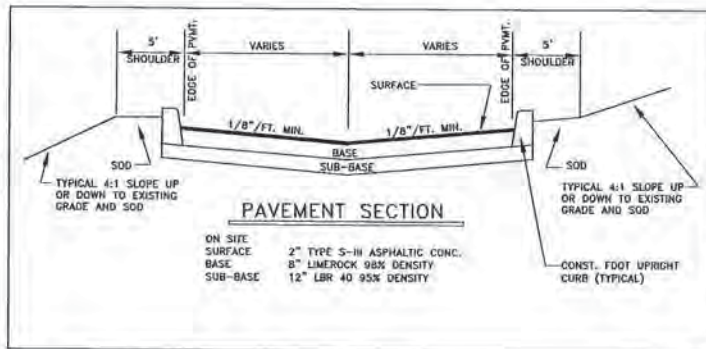 5'
SHOULDER
EDGE OF PVMT.
VARIES
VARIES
EDGE OF PVMT.
5'
SHOULDER
SURFACE
1/8"/FT. MIN.
1/8"/FT. MIN.
BASE
SUB-BASE
SOD
SOD
TYPICAL 4:1 SLOPE UP
OR DOWN TO EXISTING
GRADE AND SOD
TYPICAL 4:1 SLOPE UP
OR DOWN TO EXISTING
GRADE AND SOD
PAVEMENT SECTION
ON SITE
SURFACE 2" TYPE S-III ASPHALTIC CONC.
BASE 8" LIMEROCK 98% DENSITY
SUB-BASE 12" LBR 40 95% DENSITY
CONST. FOOT UPRIGHT
CURB (TYPICAL)